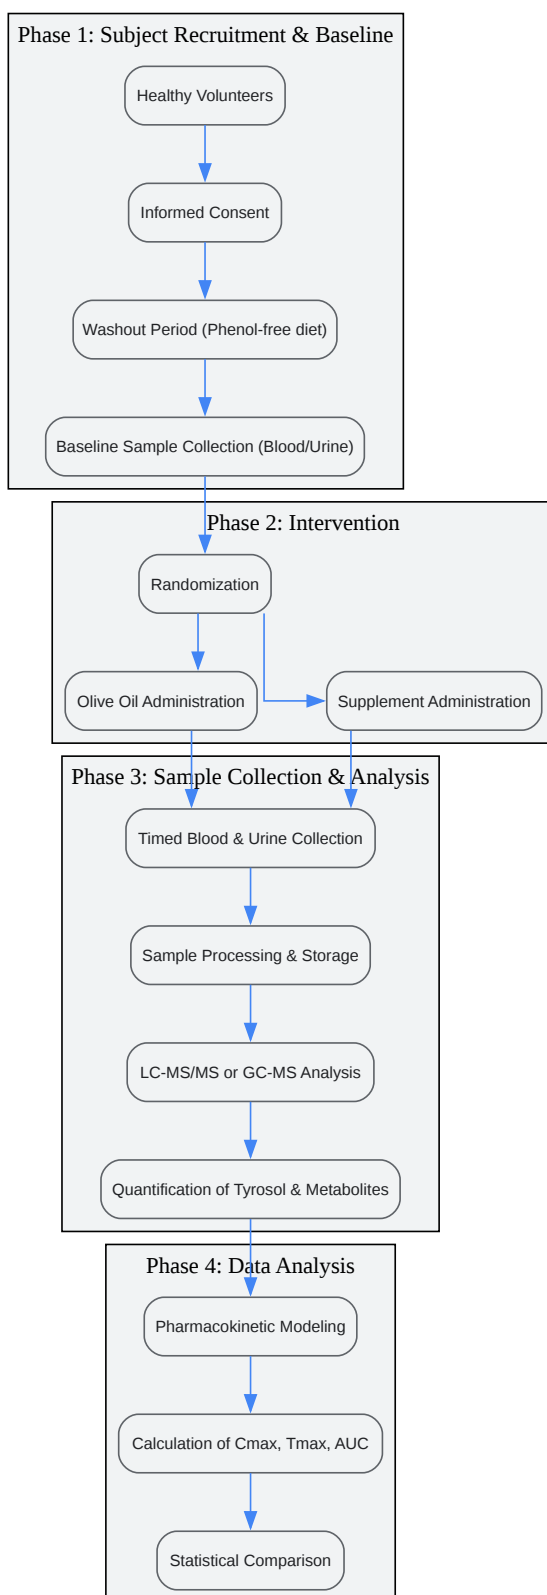 Phase 1: Subject Recruitment & Baseline
Healthy Volunteers
Informed Consent
Washout Period (Phenol-free diet)
Baseline Sample Collection (Blood/Urine)
Phase 2: Intervention
Randomization
Olive Oil Administration
Supplement Administration
Phase 3: Sample Collection & Analysis
Timed Blood & Urine Collection
Sample Processing & Storage
LC-MS/MS or GC-MS Analysis
Quantification of Tyrosol & Metabolites
Phase 4: Data Analysis
Pharmacokinetic Modeling
Calculation of Cmax, Tmax, AUC
Statistical Comparison